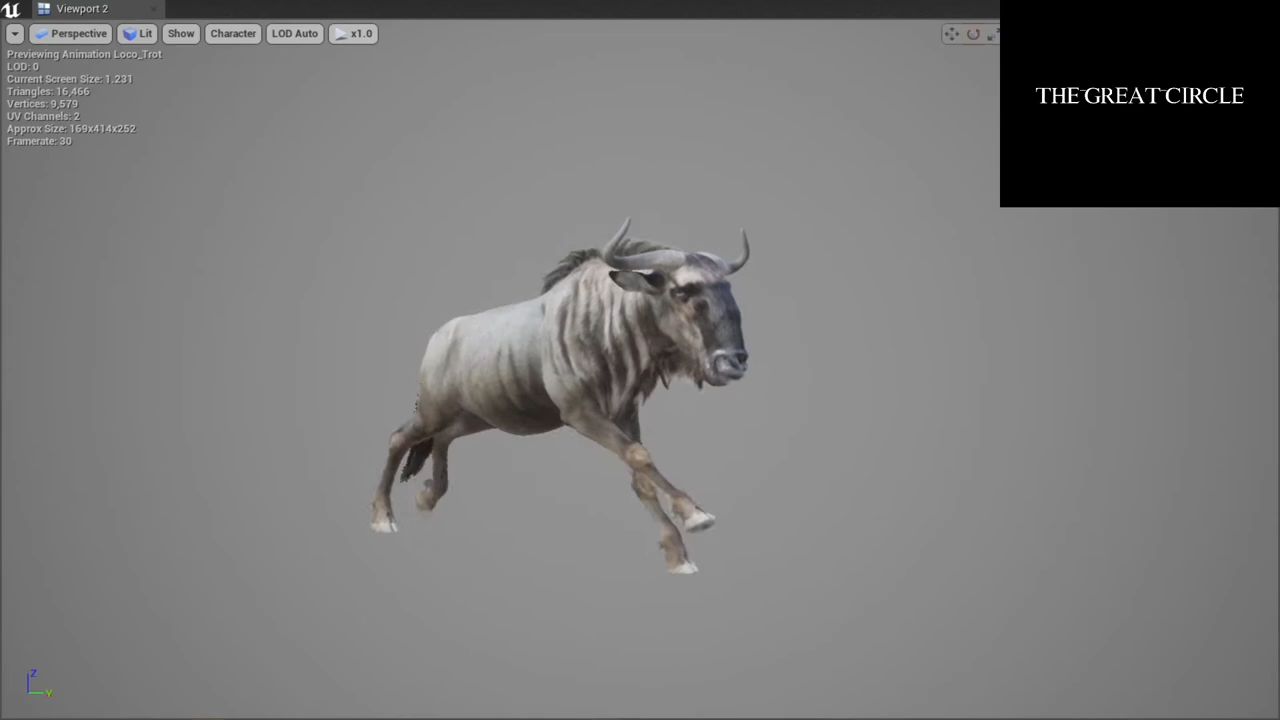 Viewport 2
Perspective
Lit
Show
Character
LOD Auto
x1.0
Previewing Animation Loco_Trot
LOD: 0
Current Screen Size: 1.231
Triangles: 16,466
Vertices: 9,579
UV Channels: 2
Approx Size: 169x414x252
Framerate: 30
THE GREAT CIRCLE
Z
Y